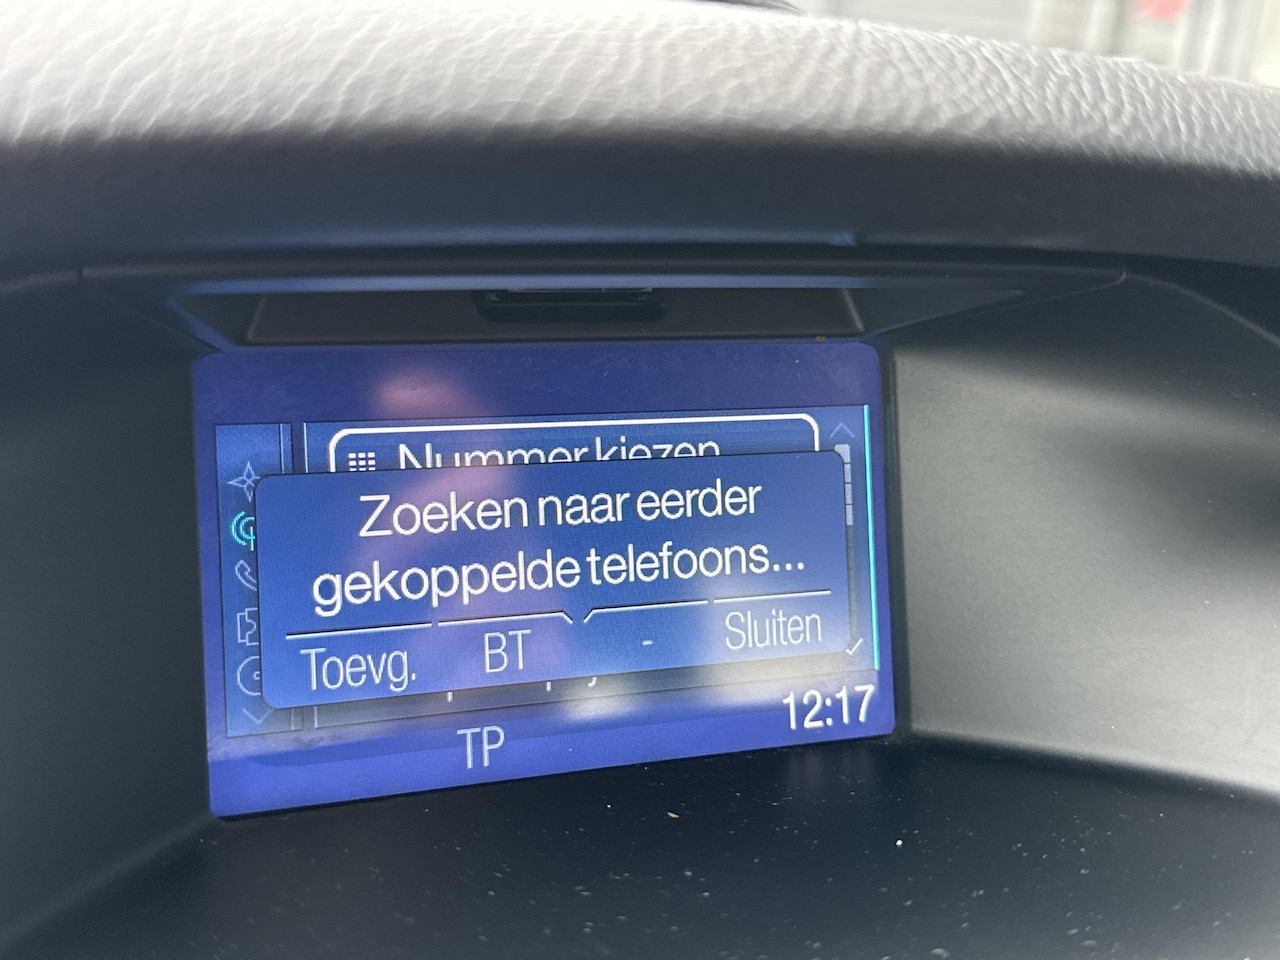 Nummer kiezen
Zoeken naar eerder
gekoppelde telefoons...
Toevg. BT - Sluiten
12:17
TP